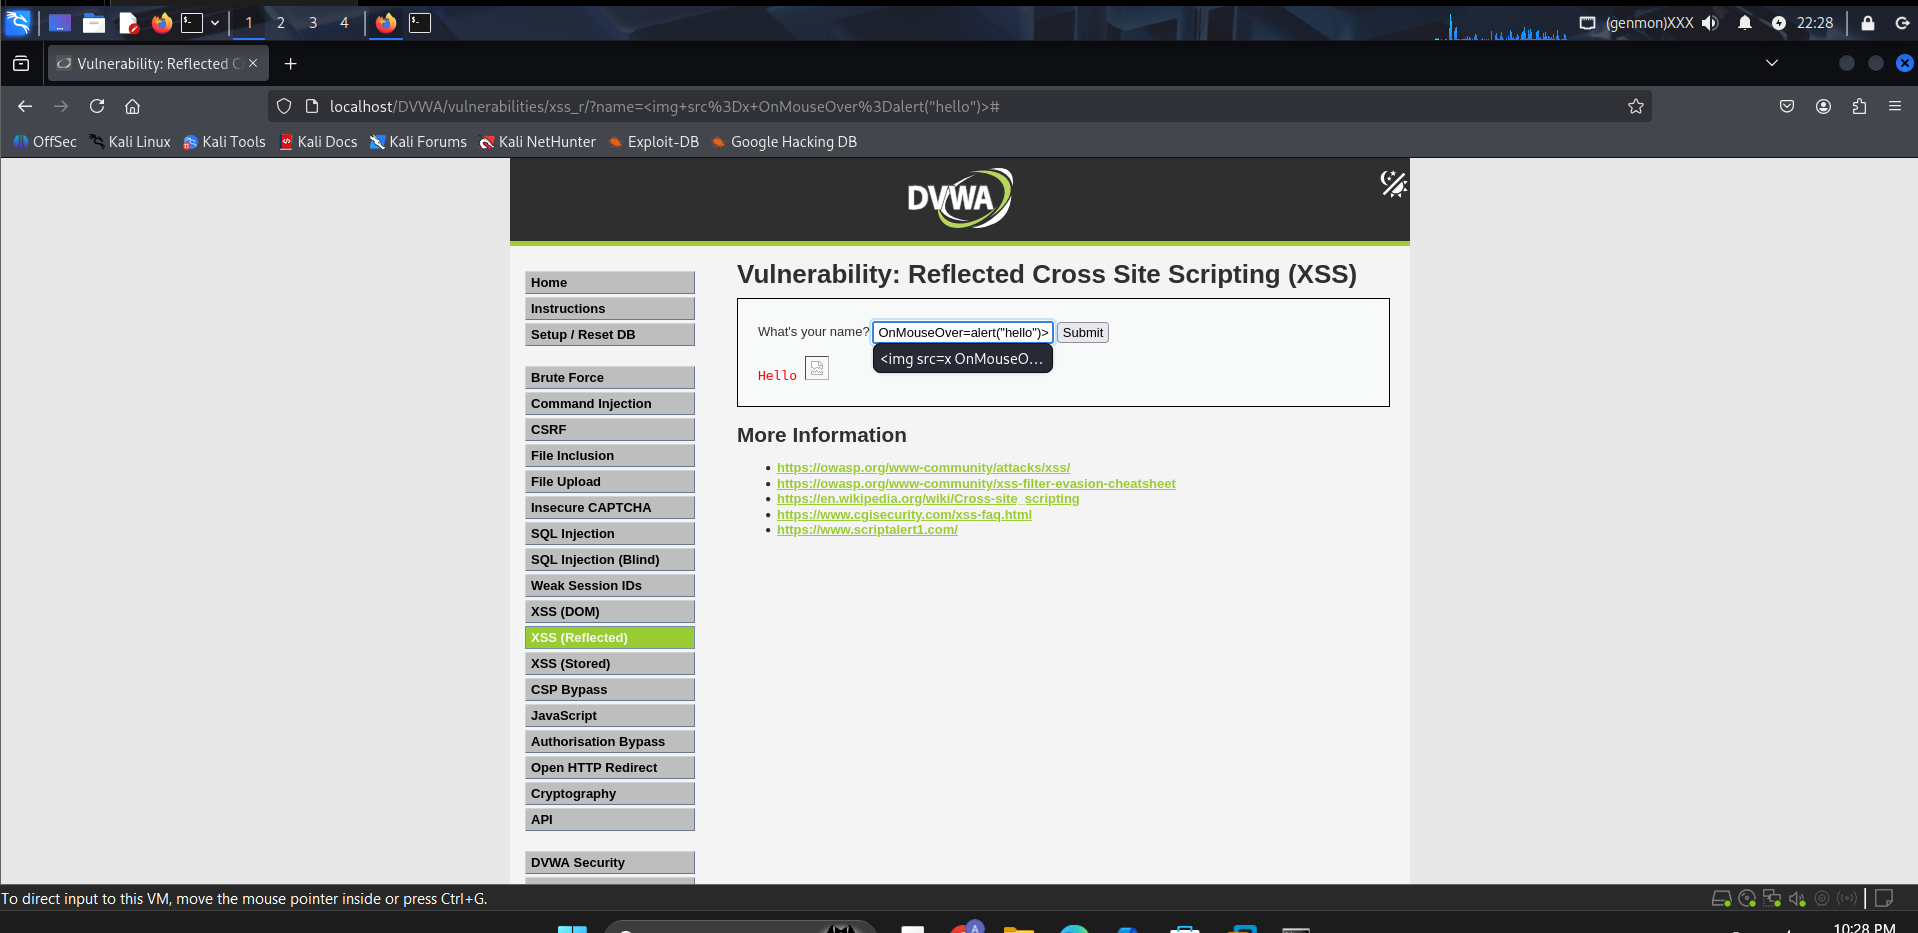 1 2 3 4
(genmon)XXX 22:28
Vulnerability: Reflected C
localhost/DVWA/vulnerabilities/xss_r/?name=<img+src%3Dx+OnMouseOver%3Dalert("hello")>#
OffSec Kali Linux Kali Tools Kali Docs Kali Forums Kali NetHunter Exploit-DB Google Hacking DB
DVWA
Home
Instructions
Setup / Reset DB
Brute Force
Command Injection
CSRF
File Inclusion
File Upload
Insecure CAPTCHA
SQL Injection
SQL Injection (Blind)
Weak Session IDs
XSS (DOM)
XSS (Reflected)
XSS (Stored)
CSP Bypass
JavaScript
Authorisation Bypass
Open HTTP Redirect
Cryptography
API
DVWA Security
Vulnerability: Reflected Cross Site Scripting (XSS)
What's your name? OnMouseOver=alert("hello")> Submit
<img src=x OnMouseO...
Hello
More Information
https://owasp.org/www-community/attacks/xss/
https://owasp.org/www-community/xss-filter-evasion-cheatsheet
https://en.wikipedia.org/wiki/Cross-site_scripting
https://www.cgisecurity.com/xss-faq.html
https://www.scriptalert1.com/
To direct input to this VM, move the mouse pointer inside or press Ctrl+G.
A
10:28 PM